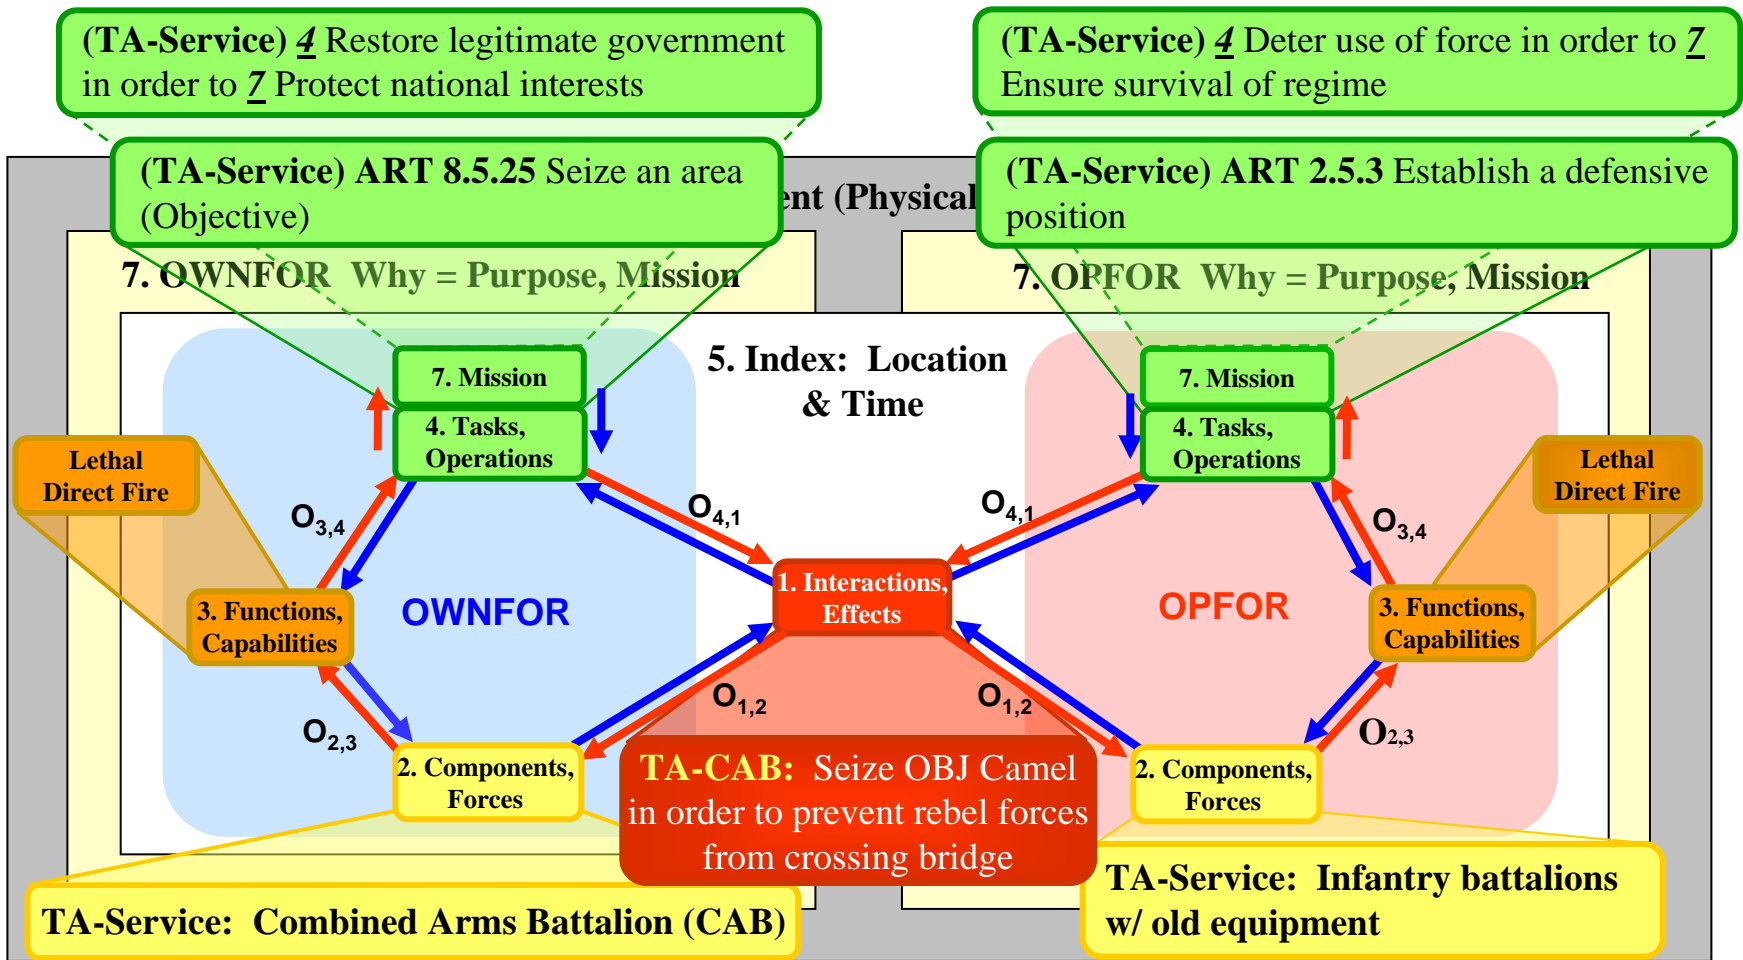 (TA-Service) 4 Restore legitimate government
in order to 7 Protect national interests
(TA-Service) 4 Deter use of force in order to 7
Ensure survival of regime
(TA-Service) ART 8.5.25 Seize an area
(Objective)
(Physical
(TA-Service) ART 2.5.3 Establish a defensive
position
7. OWNFOR Why = Purpose, Mission
7. OPFOR Why = Purpose, Mission
5. Index: Location
& Time
7. Mission
4. Tasks,
Operations
7. Mission
4. Tasks,
Operations
Lethal
Direct Fire
Lethal
Direct Fire
O3,4
O4,1
O4,1
O3,4
1. Interactions,
Effects
3. Functions,
Capabilities
OWNFOR
OPFOR
3. Functions,
Capabilities
O2,3
O1,2
O1,2
O2,3
2. Components,
Forces
TA-CAB: Seize OBJ Camel
in order to prevent rebel forces
from crossing bridge
2. Components,
Forces
TA-Service: Combined Arms Battalion (CAB)
TA-Service: Infantry battalions
w/ old equipment